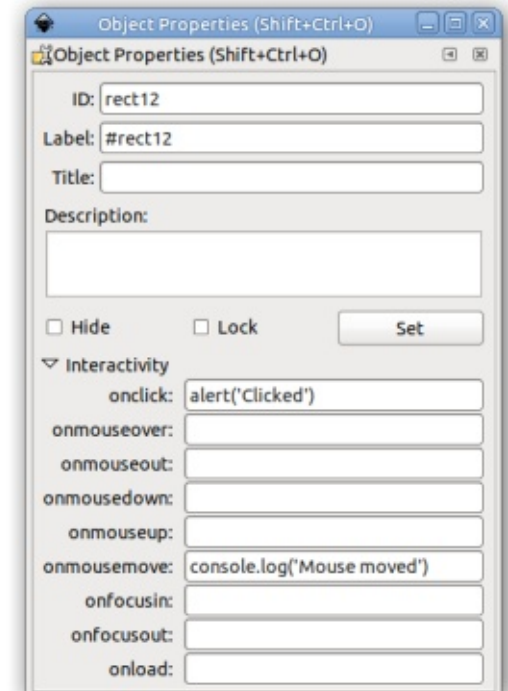 Object Properties (Shift+Ctrl+O)
Object Properties (Shift+Ctrl+O)
ID: rect12
Label: #rect12
Title:
Description:
Hide Lock Set
Interactivity
onclick: alert('Clicked')
onmouseover:
onmouseout:
onmousedown:
onmouseup:
onmousemove: console.log('Mouse moved')
onfocusin:
onfocusout:
onload: